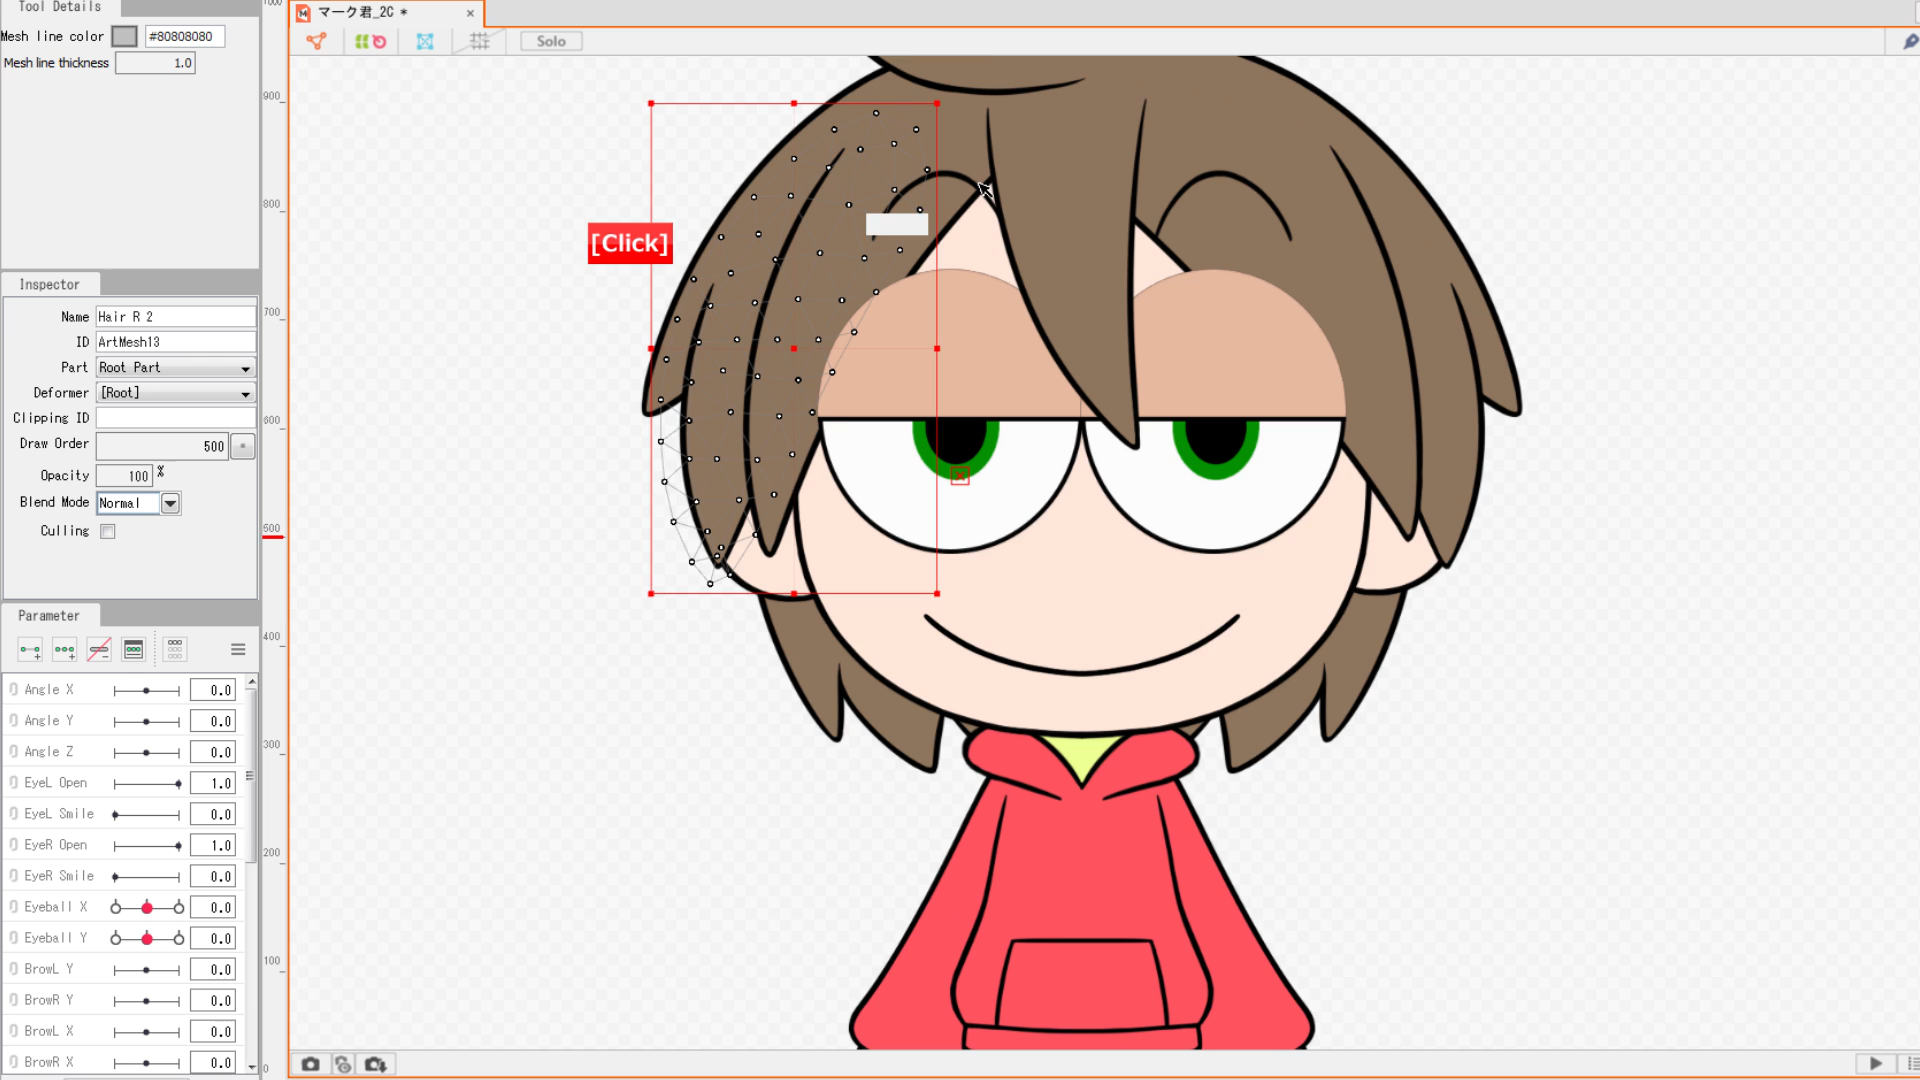 Tool Details
Mesh line color #80808080
Mesh line thickness 1.0
マーク君_2C *
Solo
[Click]
Inspector
Name Hair R 2
ID ArtMesh13
Part Root Part
Deformer [Root]
Clipping ID
Draw Order 500
Opacity 100 %
Blend Mode Normal
Culling
Parameter
Angle X 0.0
Angle Y 0.0
Angle Z 0.0
EyeL Open 1.0
EyeL Smile 0.0
EyeR Open 1.0
EyeR Smile 0.0
Eyeball X 0.0
Eyeball Y 0.0
BrowL Y 0.0
BrowR Y 0.0
BrowL X 0.0
BrowR X 0.0
1000
900
800
700
600
500
400
300
200
100
0